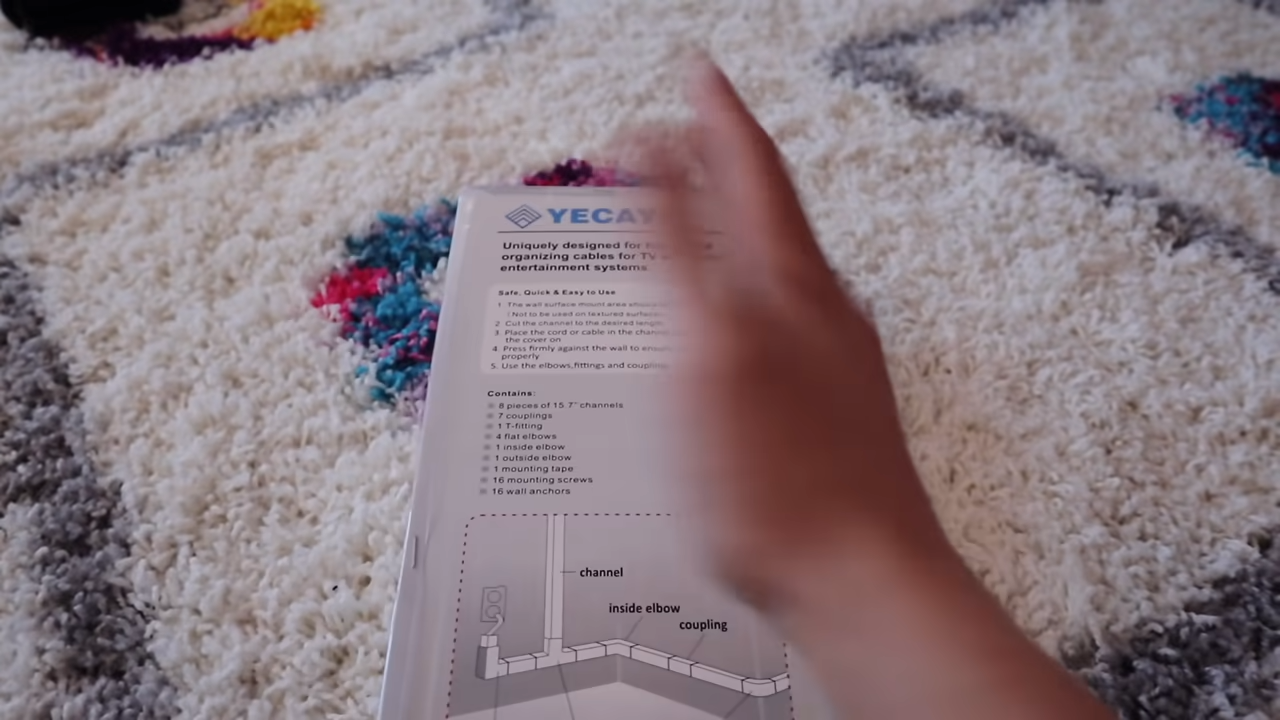 YECAY
Uniquely designed for
organizing cables for TV
entertainment systems.
Safe, Quick & Easy to Use
1 The wall surface mount area
( Not to be used on textured
2 Cut the channel to the desired length
3. Place the cord or cable in the
the cover on
4. Press firmly against the wall to
properly
5. Use the elbows,fittings and
Contains:
8 pieces of 15 7" channels
7 couplings
1 T-fitting
4 flat elbows
1 inside elbow
1 outside elbow
1 mounting tape
16 mounting screws
16 wall anchors
channel
inside elbow
coupling